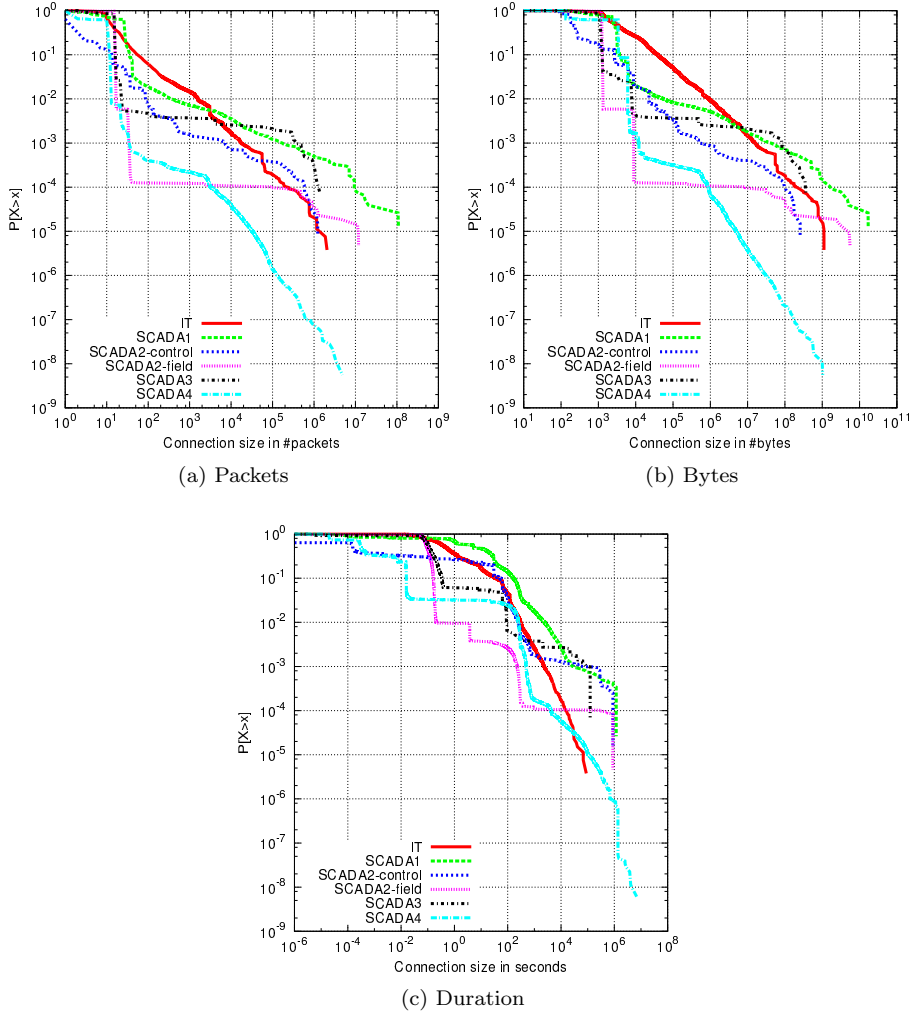 10^0
10^-1
10^-2
10^-3
10^-4
10^-5
10^-6
10^-7
10^-8
10^-9
P[X>x]
IT
SCADA1
SCADA2-control
SCADA2-field
SCADA3
SCADA4
10^0 10^1 10^2 10^3 10^4 10^5 10^6 10^7 10^8 10^9
Connection size in #packets
(a) Packets
10^0
10^-1
10^-2
10^-3
10^-4
10^-5
10^-6
10^-7
10^-8
10^-9
P[X>x]
IT
SCADA1
SCADA2-control
SCADA2-field
SCADA3
SCADA4
10^1 10^2 10^3 10^4 10^5 10^6 10^7 10^8 10^9 10^10 10^11
Connection size in #bytes
(b) Bytes
10^0
10^-1
10^-2
10^-3
10^-4
10^-5
10^-6
10^-7
10^-8
10^-9
P[X>x]
IT
SCADA1
SCADA2-control
SCADA2-field
SCADA3
SCADA4
10^-6 10^-4 10^-2 10^0 10^2 10^4 10^6 10^8
Connection size in seconds
(c) Duration